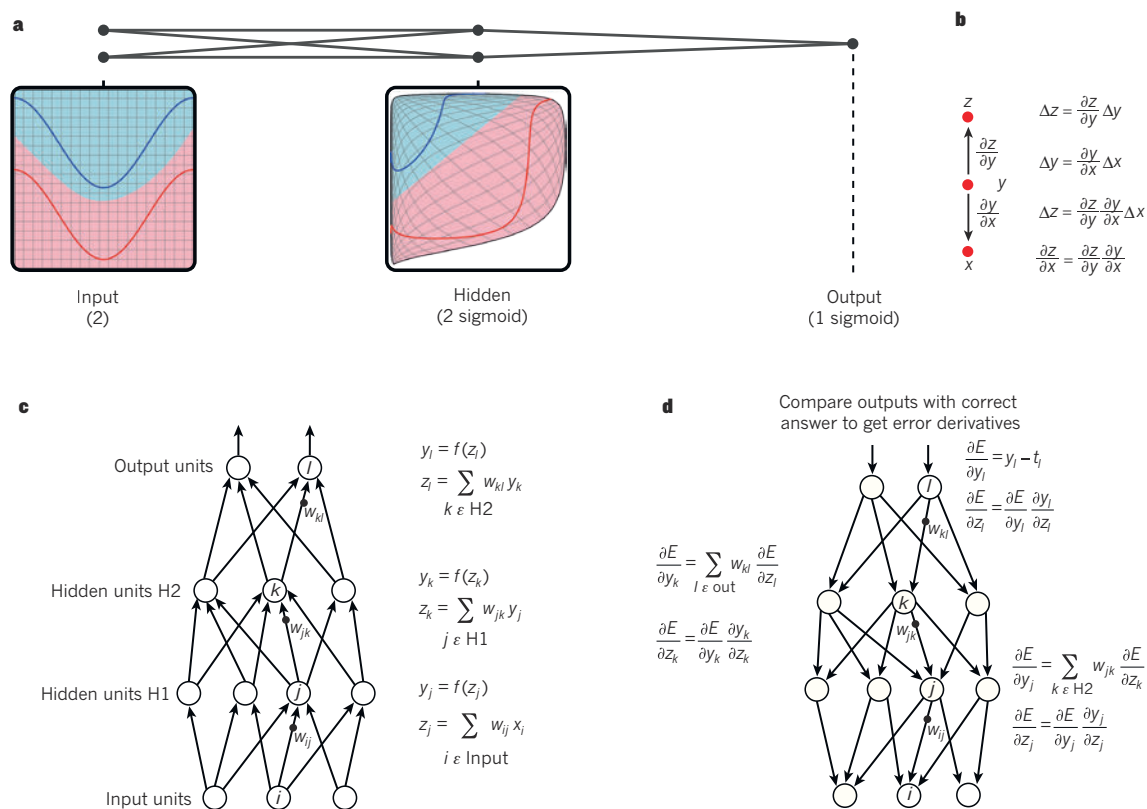 a
Input
(2)
Hidden
(2 sigmoid)
Output
(1 sigmoid)
b
z
∂z/∂y
y
∂y/∂x
x
Δz = ∂z/∂y Δy
Δy = ∂y/∂x Δx
Δz = ∂z/∂y ∂y/∂x Δx
∂z/∂x = ∂z/∂y ∂y/∂x
c
Output units
l
w_kl
y_l = f(z_l)
z_l = ∑ w_kl y_k
k ε H2
Hidden units H2
k
w_jk
y_k = f(z_k)
z_k = ∑ w_jk y_j
j ε H1
Hidden units H1
j
w_ij
y_j = f(z_j)
z_j = ∑ w_ij x_i
i ε Input
Input units
i
d
Compare outputs with correct
answer to get error derivatives
∂E/∂y_l = y_l – t_l
∂E/∂z_l = ∂E/∂y_l ∂y_l/∂z_l
l
w_kl
∂E/∂y_k = ∑ w_kl ∂E/∂z_l
l ε out
∂E/∂z_k = ∂E/∂y_k ∂y_k/∂z_k
k
w_jk
∂E/∂y_j = ∑ w_jk ∂E/∂z_k
k ε H2
∂E/∂z_j = ∂E/∂y_j ∂y_j/∂z_j
j
w_ij
i